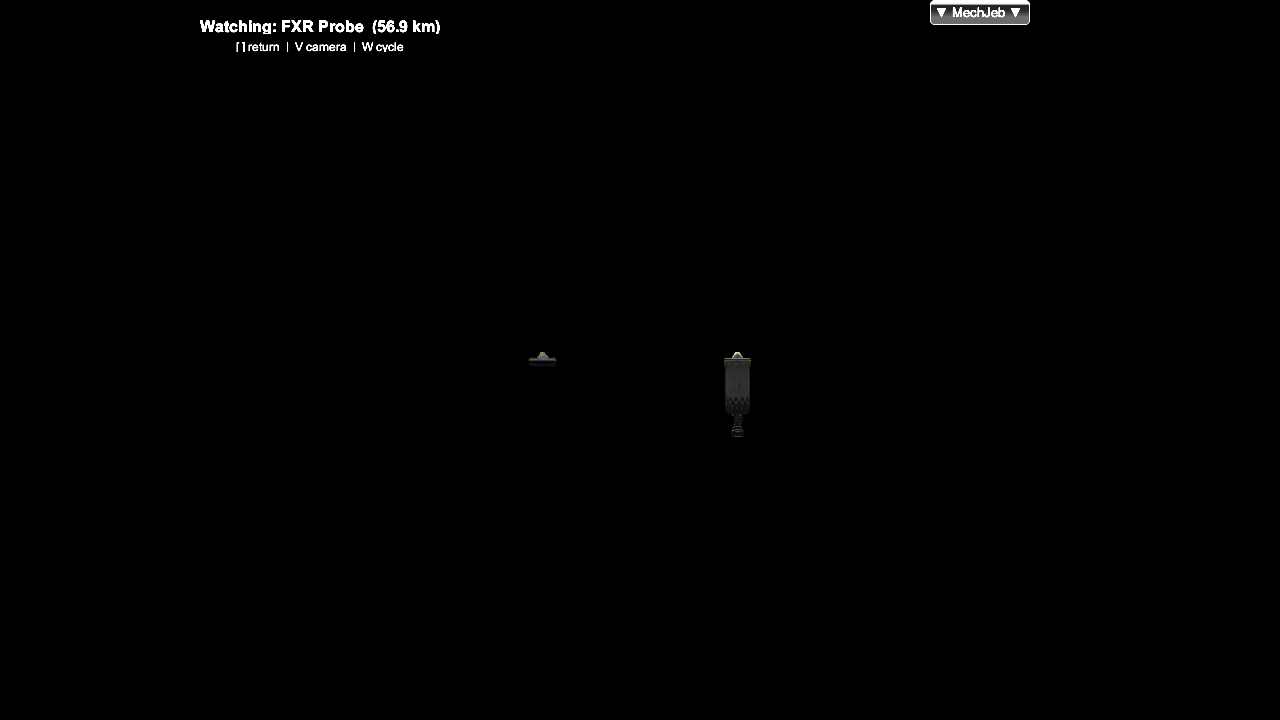 Watching: FXR Probe (56.9 km)
[ ] return | V camera | W cycle
▼ MechJeb ▼